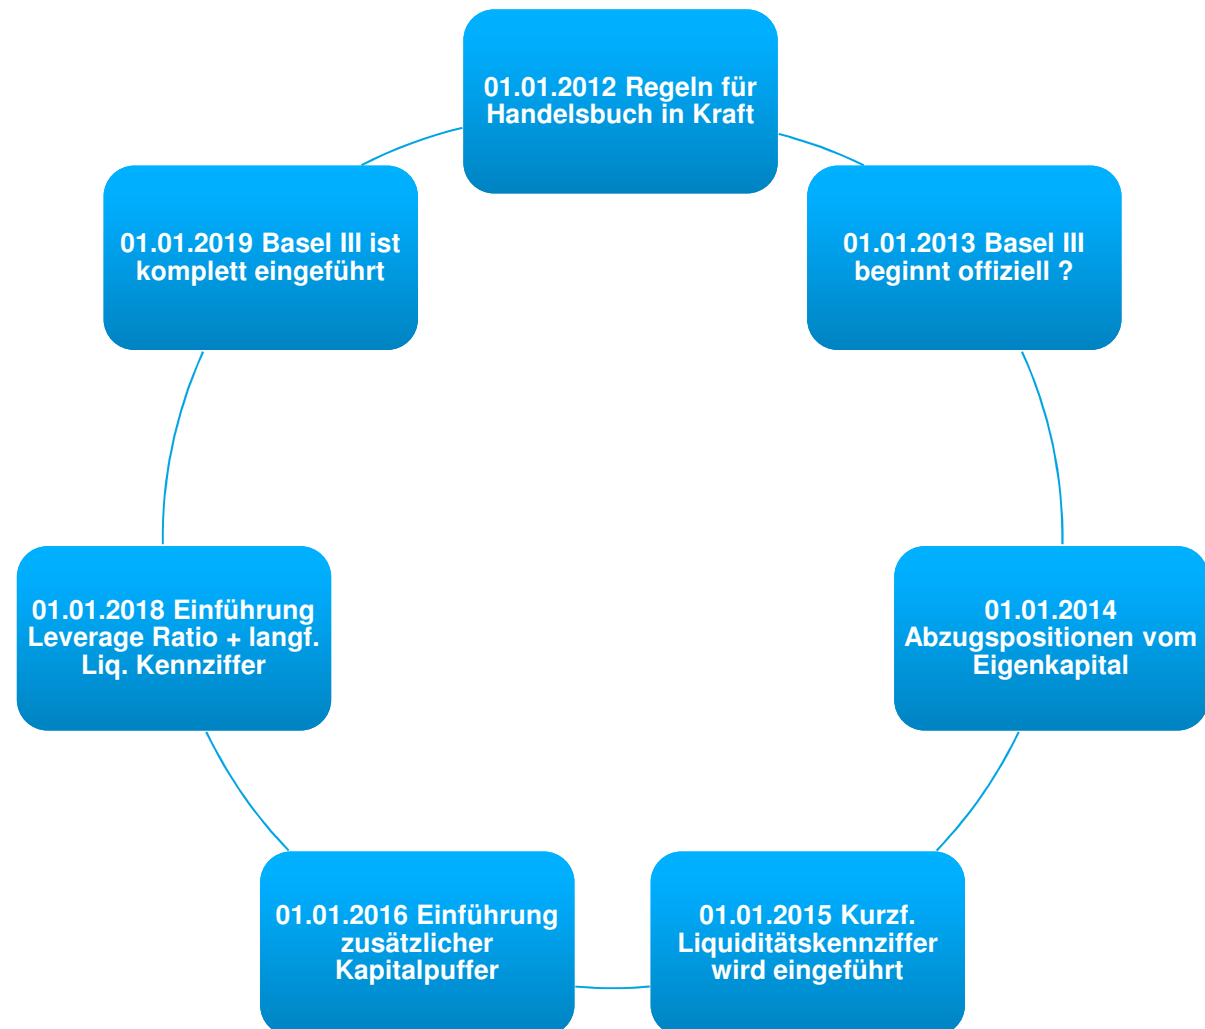 01.01.2012 Regeln für
Handelsbuch in Kraft
01.01.2013 Basel III
beginnt offiziell ?
01.01.2014
Abzugspositionen vom
Eigenkapital
01.01.2015 Kurzf.
Liquiditätskennziffer
wird eingeführt
01.01.2016 Einführung
zusätzlicher
Kapitalpuffer
01.01.2018 Einführung
Leverage Ratio + langf.
Liq. Kennziffer
01.01.2019 Basel III ist
komplett eingeführt